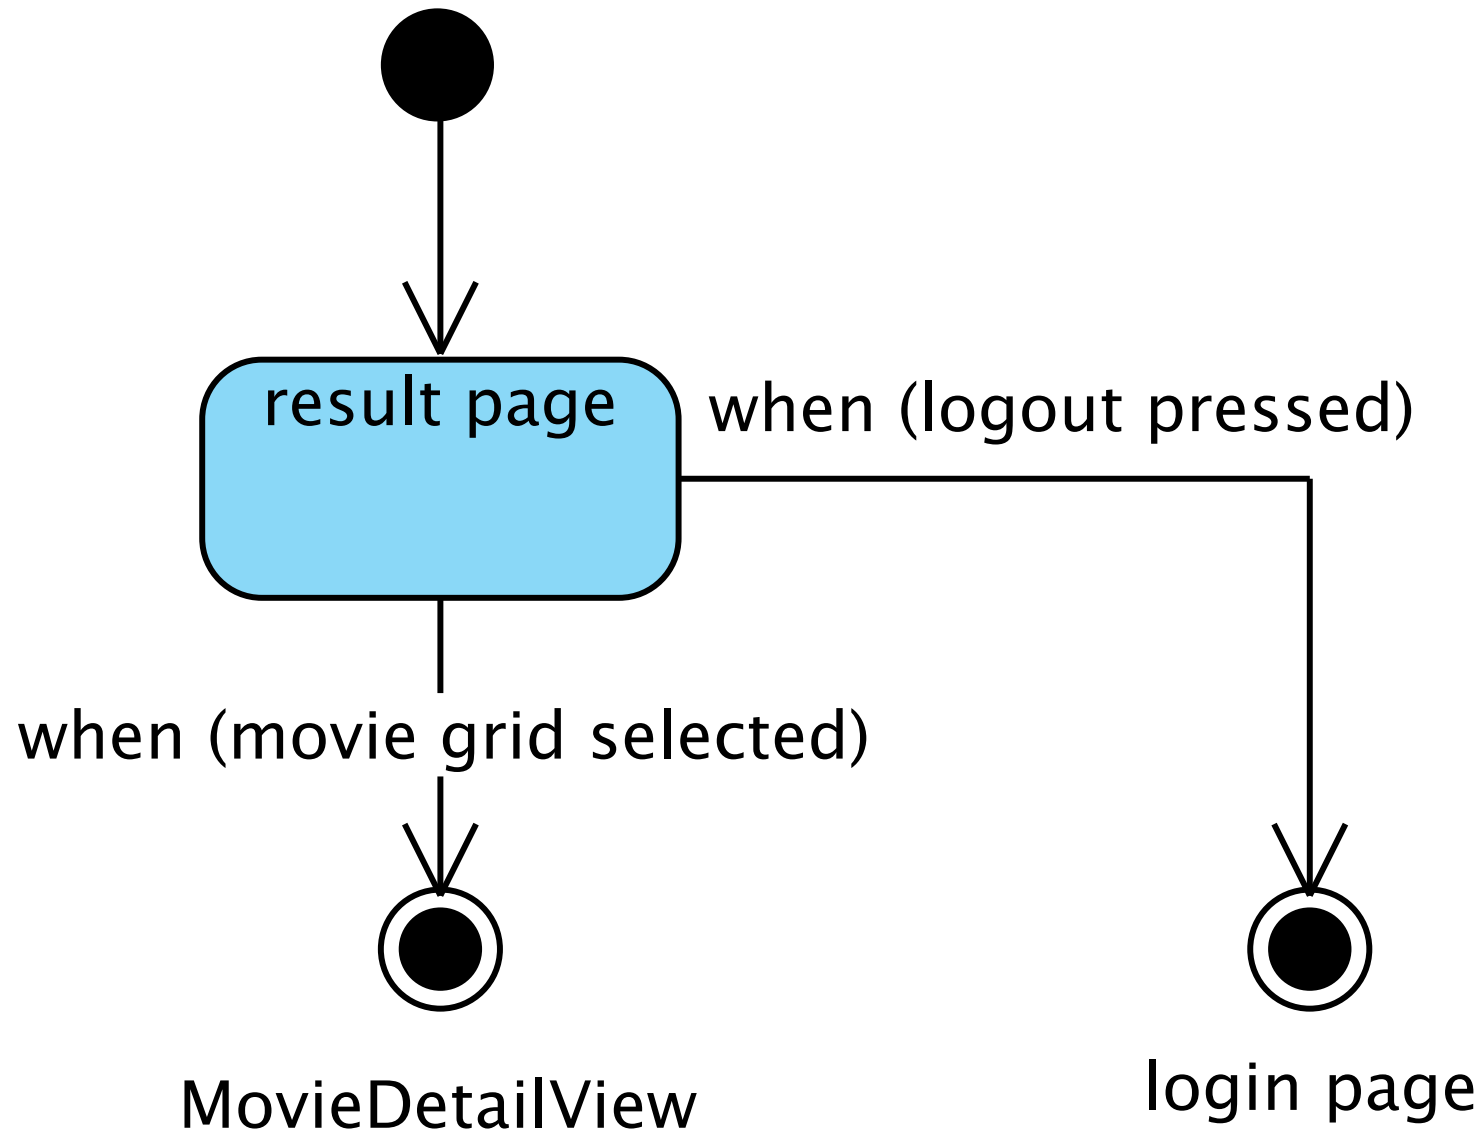 result page
when (logout pressed)
when (movie grid selected)
MovieDetailView
login page